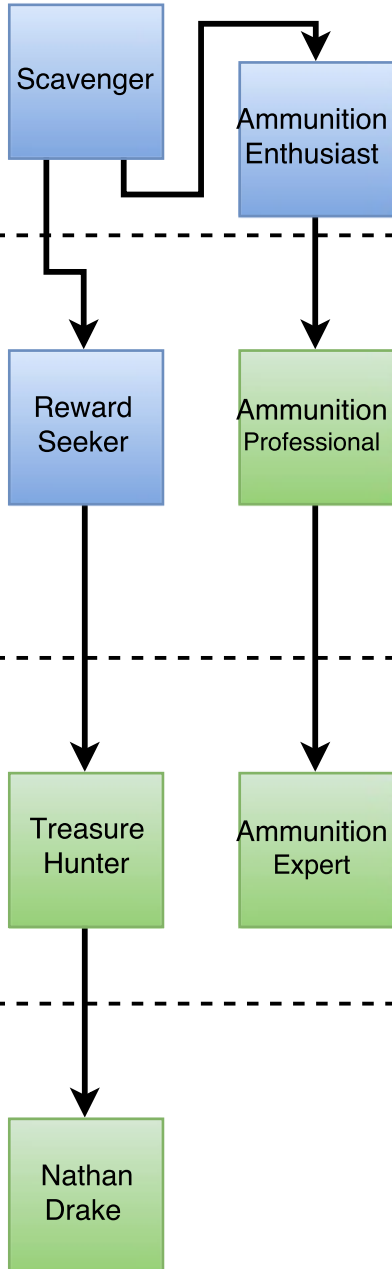 Scavenger
Ammunition
Enthusiast
Reward
Seeker
Ammunition
Professional
Treasure
Hunter
Ammunition
Expert
Nathan
Drake